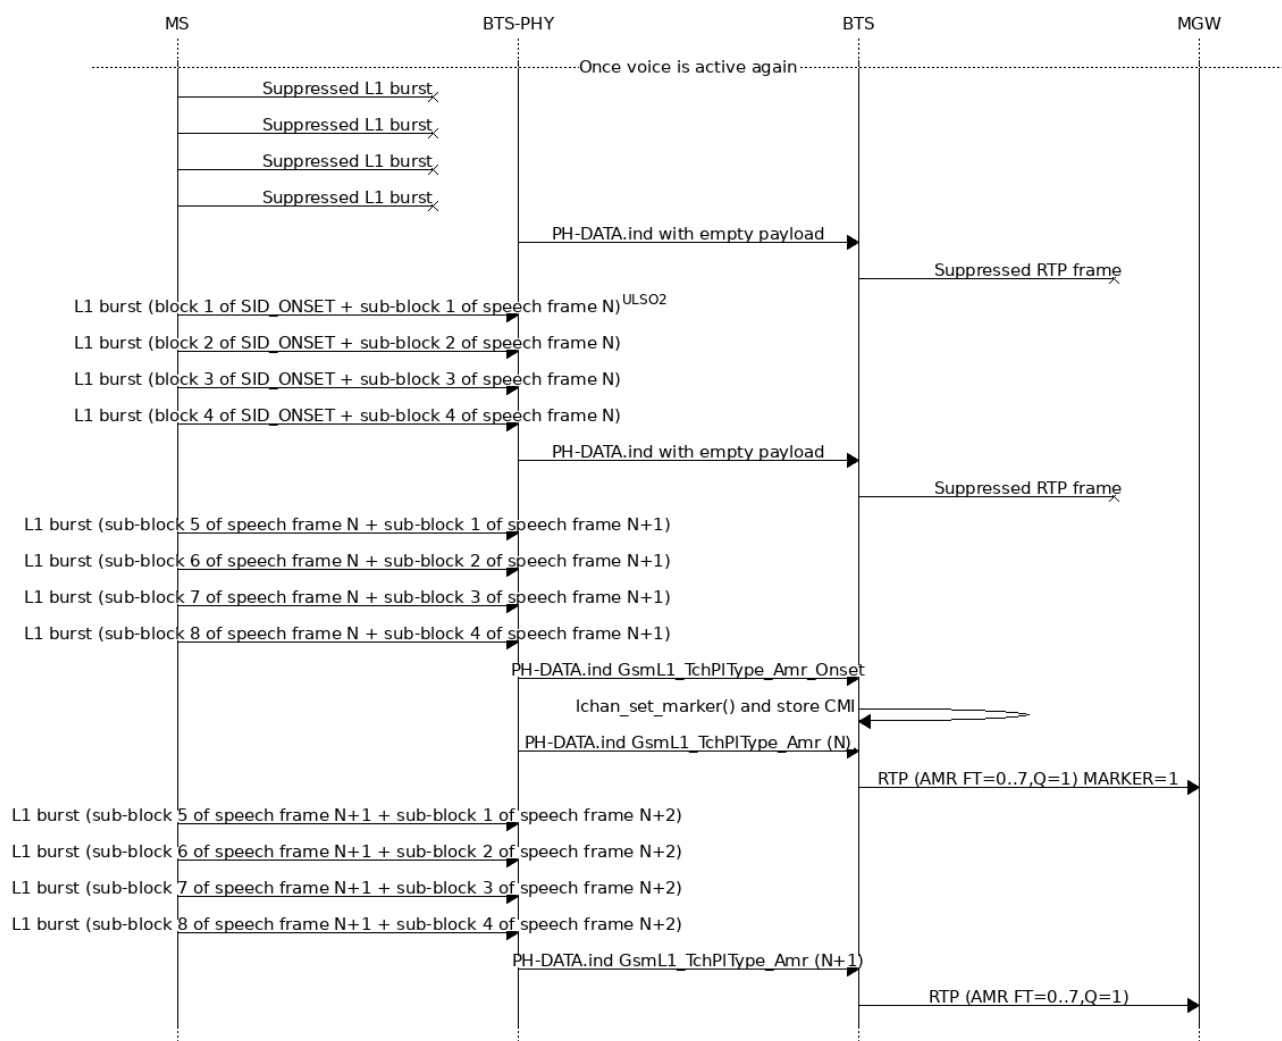 MS BTS-PHY BTS MGW
Once voice is active again
Suppressed L1 burst
Suppressed L1 burst
Suppressed L1 burst
Suppressed L1 burst
PH-DATA.ind with empty payload
Suppressed RTP frame
L1 burst (block 1 of SID_ONSET + sub-block 1 of speech frame N) ULSO2
L1 burst (block 2 of SID_ONSET + sub-block 2 of speech frame N)
L1 burst (block 3 of SID_ONSET + sub-block 3 of speech frame N)
L1 burst (block 4 of SID_ONSET + sub-block 4 of speech frame N)
PH-DATA.ind with empty payload
Suppressed RTP frame
L1 burst (sub-block 5 of speech frame N + sub-block 1 of speech frame N+1)
L1 burst (sub-block 6 of speech frame N + sub-block 2 of speech frame N+1)
L1 burst (sub-block 7 of speech frame N + sub-block 3 of speech frame N+1)
L1 burst (sub-block 8 of speech frame N + sub-block 4 of speech frame N+1)
PH-DATA.ind GsmL1_TchPlType_Amr_Onset
lchan_set_marker() and store CMI
PH-DATA.ind GsmL1_TchPlType_Amr (N)
RTP (AMR FT=0..7,Q=1) MARKER=1
L1 burst (sub-block 5 of speech frame N+1 + sub-block 1 of speech frame N+2)
L1 burst (sub-block 6 of speech frame N+1 + sub-block 2 of speech frame N+2)
L1 burst (sub-block 7 of speech frame N+1 + sub-block 3 of speech frame N+2)
L1 burst (sub-block 8 of speech frame N+1 + sub-block 4 of speech frame N+2)
PH-DATA.ind GsmL1_TchPlType_Amr (N+1)
RTP (AMR FT=0..7,Q=1)